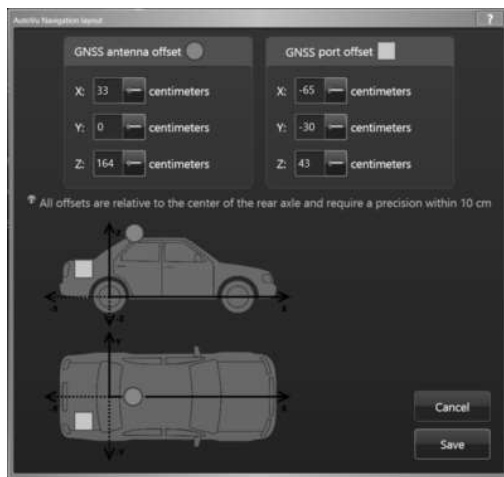 AutoVu Navigation layout
?
GNSS antenna offset
X: 33 centimeters
Y: 0 centimeters
Z: 164 centimeters
GNSS port offset
X: -65 centimeters
Y: -30 centimeters
Z: 43 centimeters
All offsets are relative to the center of the rear axle and require a precision within 10 cm
Z
-X
X
-Z
Y
-X
X
-Y
Cancel
Save